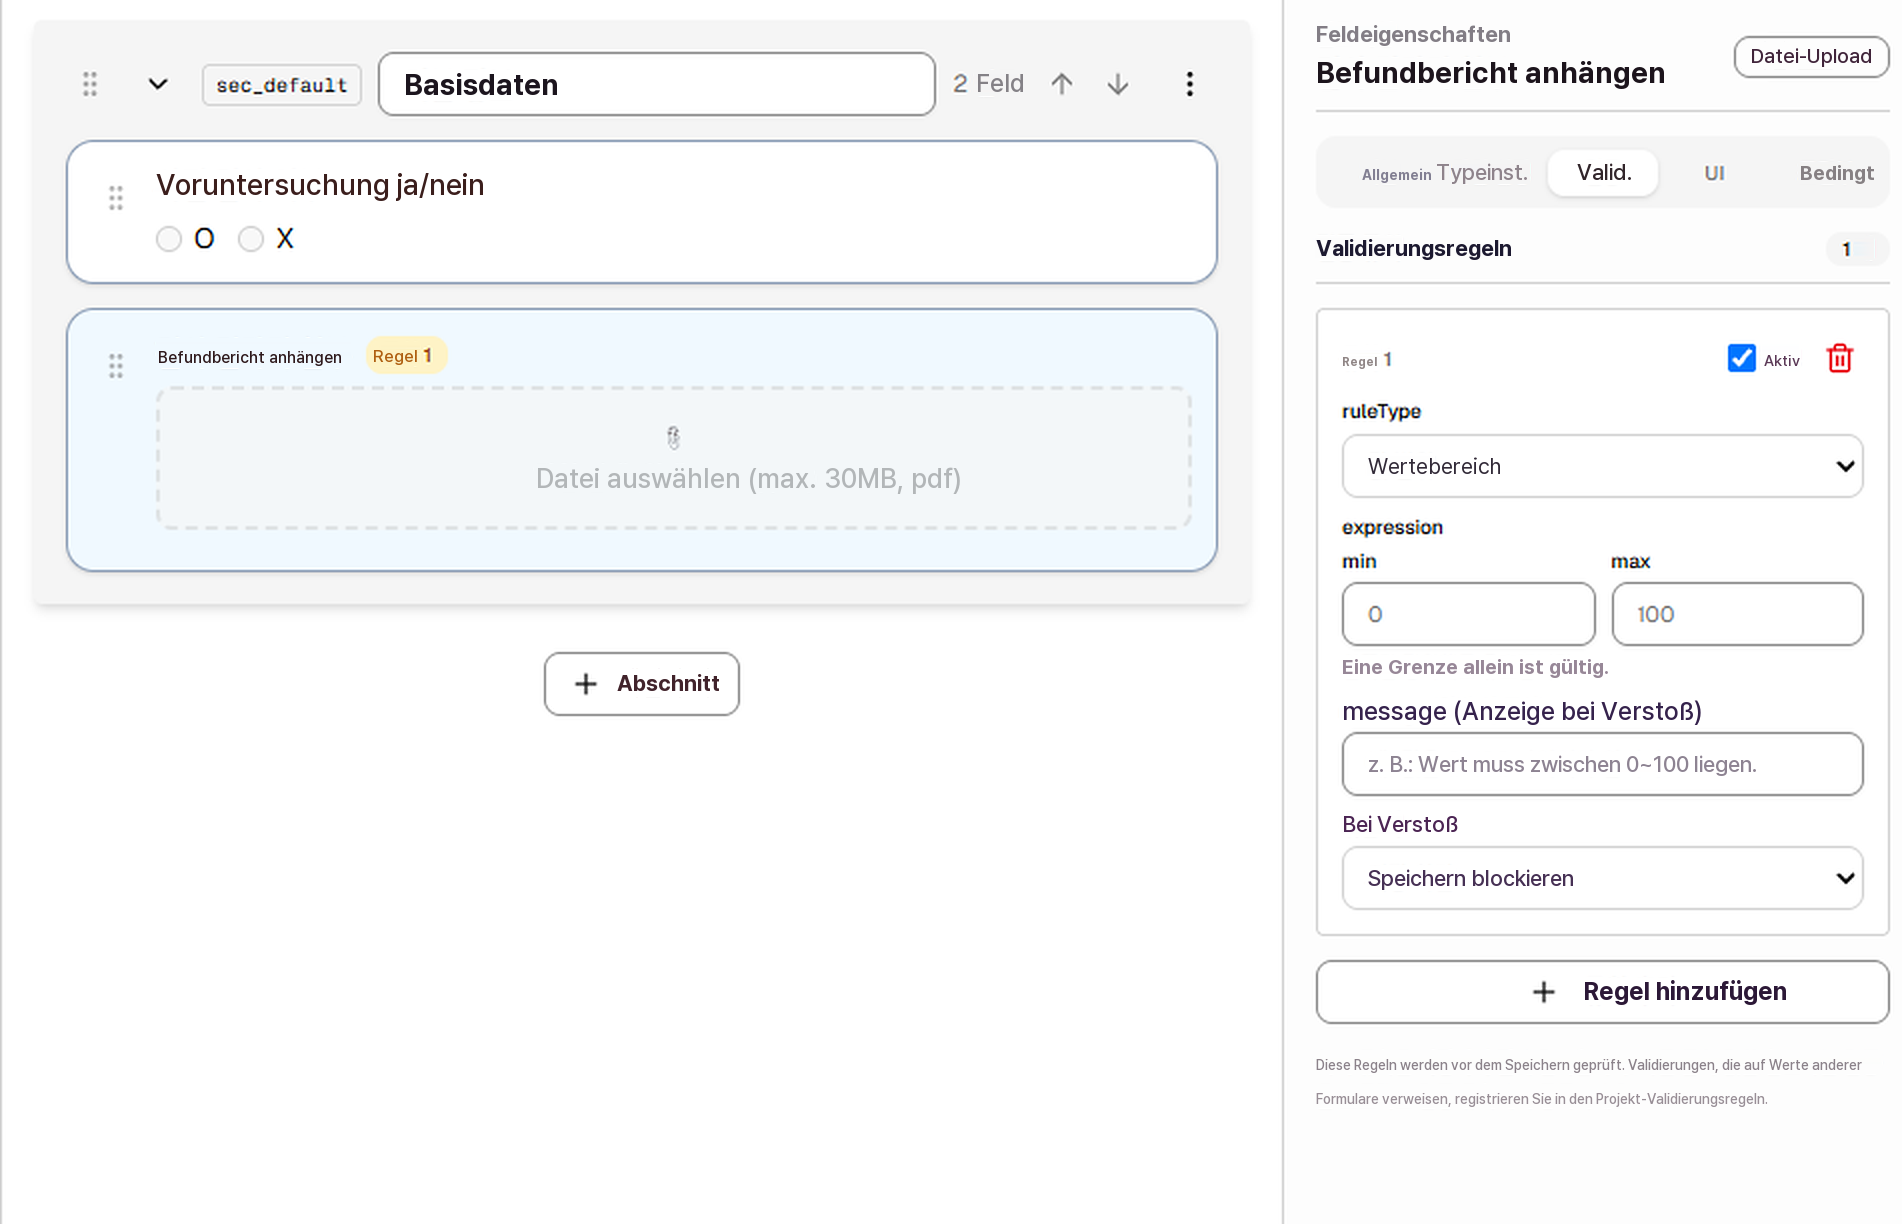 sec_default Basisdaten 2 Feld
Voruntersuchung ja/nein
O X
Befundbericht anhängen Regel 1
Datei auswählen (max. 30MB, pdf)
+ Abschnitt
Feldeigenschaften
Befundbericht anhängen Datei-Upload
Allgemein Typeinst. Valid. UI Bedingt
Validierungsregeln 1
Regel 1 Aktiv
ruleType
Wertebereich
expression
min max
0 100
Eine Grenze allein ist gültig.
message (Anzeige bei Verstoß)
z. B.: Wert muss zwischen 0~100 liegen.
Bei Verstoß
Speichern blockieren
+ Regel hinzufügen
Diese Regeln werden vor dem Speichern geprüft. Validierungen, die auf Werte anderer
Formulare verweisen, registrieren Sie in den Projekt-Validierungsregeln.